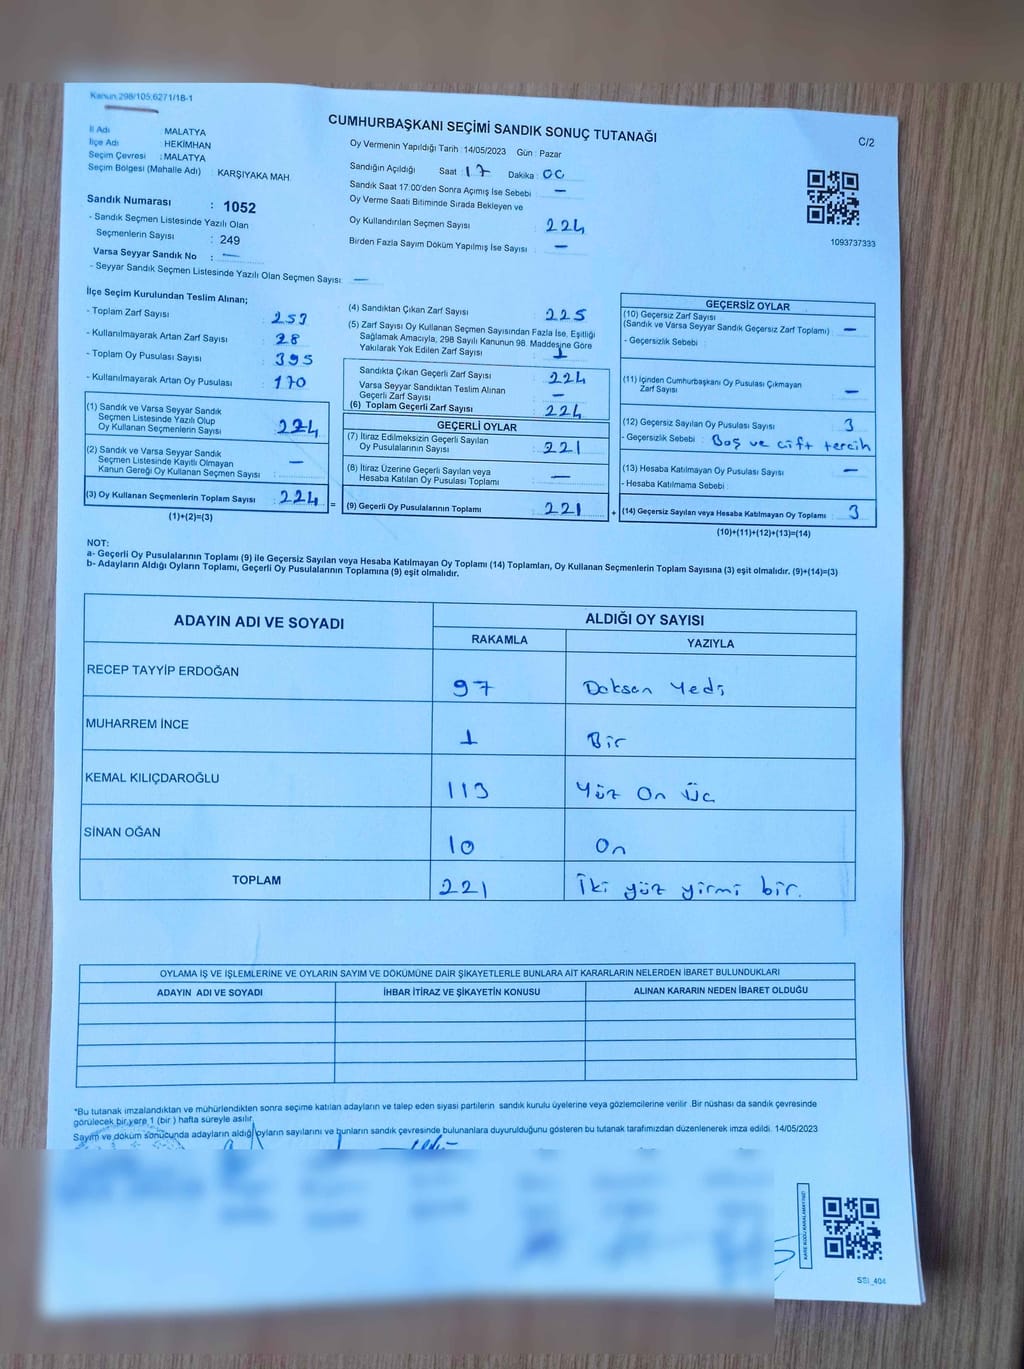 Kanun 298/105;6271/18-1
CUMHURBAŞKANI SEÇİMİ SANDIK SONUÇ TUTANAĞI
C/2
İl Adı MALATYA
İlçe Adı HEKİMHAN
Seçim Çevresi : MALATYA
Seçim Bölgesi (Mahalle Adı) : KARŞIYAKA MAH.
Oy Vermenin Yapıldığı Tarih : 14/05/2023 Gün : Pazar
Sandığın Açıldığı Saat : 17 Dakika : 00
Sandık Saat 17.00'den Sonra Açımış İse Sebebi : —
Oy Verme Saati Bitiminde Sırada Bekleyen ve
Oy Kullandırılan Seçmen Sayısı : 224
Birden Fazla Sayım Döküm Yapılmış İse Sayısı : —
1093737333
Sandık Numarası : 1052
- Sandık Seçmen Listesinde Yazılı Olan
Seçmenlerin Sayısı : 249
Varsa Seyyar Sandık No : —
- Seyyar Sandık Seçmen Listesinde Yazılı Olan Seçmen Sayısı: —
İlçe Seçim Kurulundan Teslim Alınan;
- Toplam Zarf Sayısı : 253
- Kullanılmayarak Artan Zarf Sayısı : 28
- Toplam Oy Pusulası Sayısı : 395
- Kullanılmayarak Artan Oy Pusulası : 170
(1) Sandık ve Varsa Seyyar Sandık
Seçmen Listesinde Yazılı Olup
Oy Kullanan Seçmenlerin Sayısı : 224
(2) Sandık ve Varsa Seyyar Sandık
Seçmen Listesinde Kayıtlı Olmayan
Kanun Gereği Oy Kullanan Seçmen Sayısı : —
(3) Oy Kullanan Seçmenlerin Toplam Sayısı : 224
(1)+(2)=(3)
(4) Sandıktan Çıkan Zarf Sayısı : 225
(5) Zarf Sayısı Oy Kullanan Seçmen Sayısından Fazla İse, Eşitliği
Sağlamak Amacıyla, 298 Sayılı Kanunun 98. Maddesine Göre
Yakılarak Yok Edilen Zarf Sayısı : 1
Sandıkta Çıkan Geçerli Zarf Sayısı : 224
Varsa Seyyar Sandıktan Teslim Alınan
Geçerli Zarf Sayısı : —
(6) Toplam Geçerli Zarf Sayısı : 224
GEÇERLİ OYLAR
(7) İtiraz Edilmeksizin Geçerli Sayılan
Oy Pusulalarının Sayısı : 221
(8) İtiraz Üzerine Geçerli Sayılan veya
Hesaba Katılan Oy Pusulası Toplamı : —
= (9) Geçerli Oy Pusulalarının Toplamı : 221
GEÇERSİZ OYLAR
(10) Geçersiz Zarf Sayısı
(Sandık ve Varsa Seyyar Sandık Geçersiz Zarf Toplamı) : —
- Geçersizlik Sebebi :
(11) İçinden Cumhurbaşkanı Oy Pusulası Çıkmayan
Zarf Sayısı : —
(12) Geçersiz Sayılan Oy Pusulası Sayısı : 3
- Geçersizlik Sebebi : Boş ve çift tercih
(13) Hesaba Katılmayan Oy Pusulası Sayısı : —
- Hesaba Katılmama Sebebi :
+ (14) Geçersiz Sayılan veya Hesaba Katılmayan Oy Toplamı : 3
(10)+(11)+(12)+(13)=(14)
NOT:
a- Geçerli Oy Pusulalarının Toplamı (9) ile Geçersiz Sayılan veya Hesaba Katılmayan Oy Toplamı (14) Toplamları, Oy Kullanan Seçmenlerin Toplam Sayısına (3) eşit olmalıdır. (9)+(14)=(3)
b- Adayların Aldığı Oyların Toplamı, Geçerli Oy Pusulalarının Toplamına (9) eşit olmalıdır.
ADAYIN ADI VE SOYADI ALDIĞI OY SAYISI
RAKAMLA YAZIYLA
RECEP TAYYİP ERDOĞAN 97 Doksan Yedi
MUHARREM İNCE 1 Bir
KEMAL KILIÇDAROĞLU 113 Yüz On Üç
SİNAN OĞAN 10 On
TOPLAM 221 İki yüz yirmi bir.
OYLAMA İŞ VE İŞLEMLERİNE VE OYLARIN SAYIM VE DÖKÜMÜNE DAİR ŞİKAYETLERLE BUNLARA AİT KARARLARIN NELERDEN İBARET BULUNDUKLARI
ADAYIN ADI VE SOYADI İHBAR İTİRAZ VE ŞİKAYETİN KONUSU ALINAN KARARIN NEDEN İBARET OLDUĞU
*Bu tutanak imzalandıktan ve mühürlendikten sonra seçime katılan adayların ve talep eden siyasi partilerin sandık kurulu üyelerine veya gözlemcilerine verilir .Bir nüshası da sandık çevresinde
görülecek bir yere 1 (bir ) hafta süreyle asılır.
Sayım ve döküm sonucunda adayların aldığı oyların sayılarını ve bunların sandık çevresinde bulunanlara duyurulduğunu gösteren bu tutanak tarafımızdan düzenlenerek imza edildi. 14/05/2023
KARE KODU KARALAMAYINIZ!
SSI_404